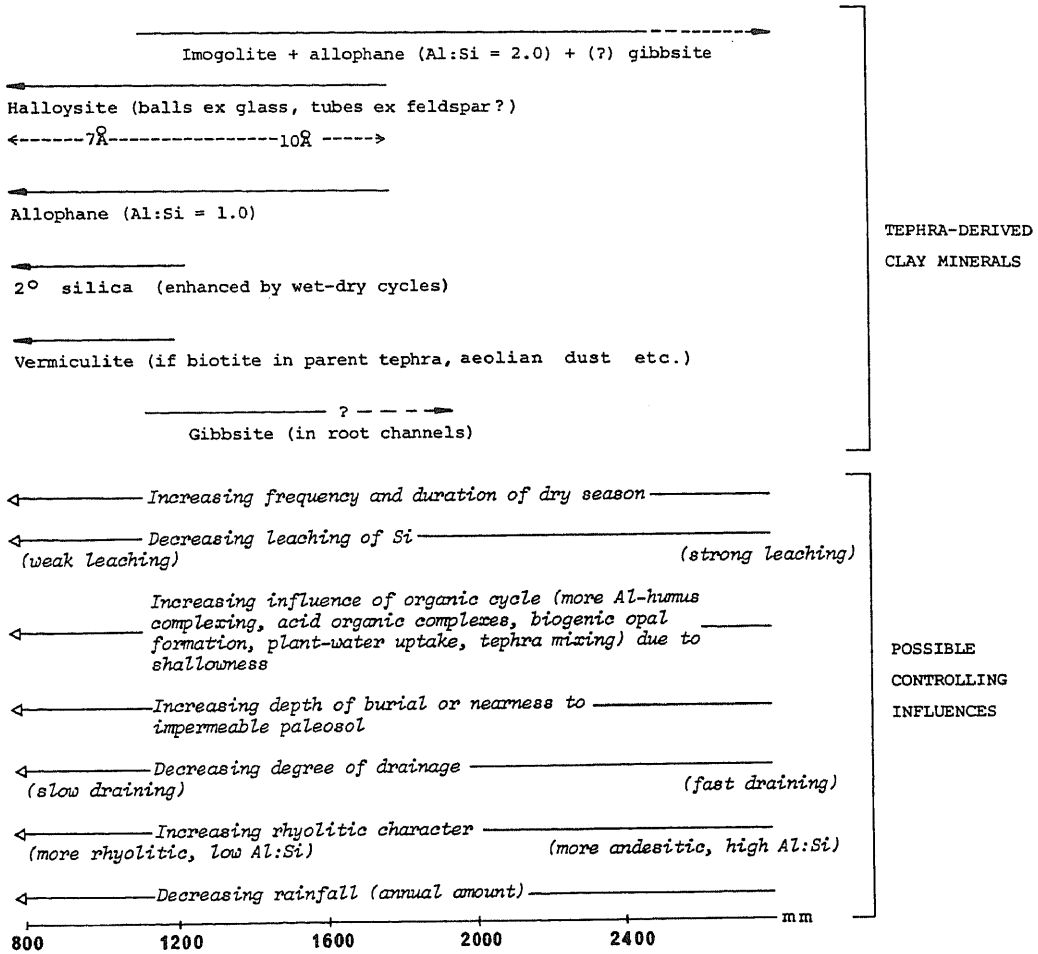 Imogolite + allophane (Al:Si = 2.0) + (?) gibbsite
Halloysite (balls ex glass, tubes ex feldspar?)
7Å 10Å
Allophane (Al:Si = 1.0)
2° silica (enhanced by wet-dry cycles)
Vermiculite (if biotite in parent tephra, aeolian dust etc.)
?
Gibbsite (in root channels)
TEPHRA-DERIVED
CLAY MINERALS
Increasing frequency and duration of dry season
Decreasing leaching of Si
(weak leaching) (strong leaching)
Increasing influence of organic cycle (more Al-humus
complexing, acid organic complexes, biogenic opal
formation, plant-water uptake, tephra mixing) due to
shallowness
Increasing depth of burial or nearness to
impermeable paleosol
Decreasing degree of drainage
(slow draining) (fast draining)
Increasing rhyolitic character
(more rhyolitic, low Al:Si) (more andesitic, high Al:Si)
Decreasing rainfall (annual amount)
POSSIBLE
CONTROLLING
INFLUENCES
mm
800 1200 1600 2000 2400